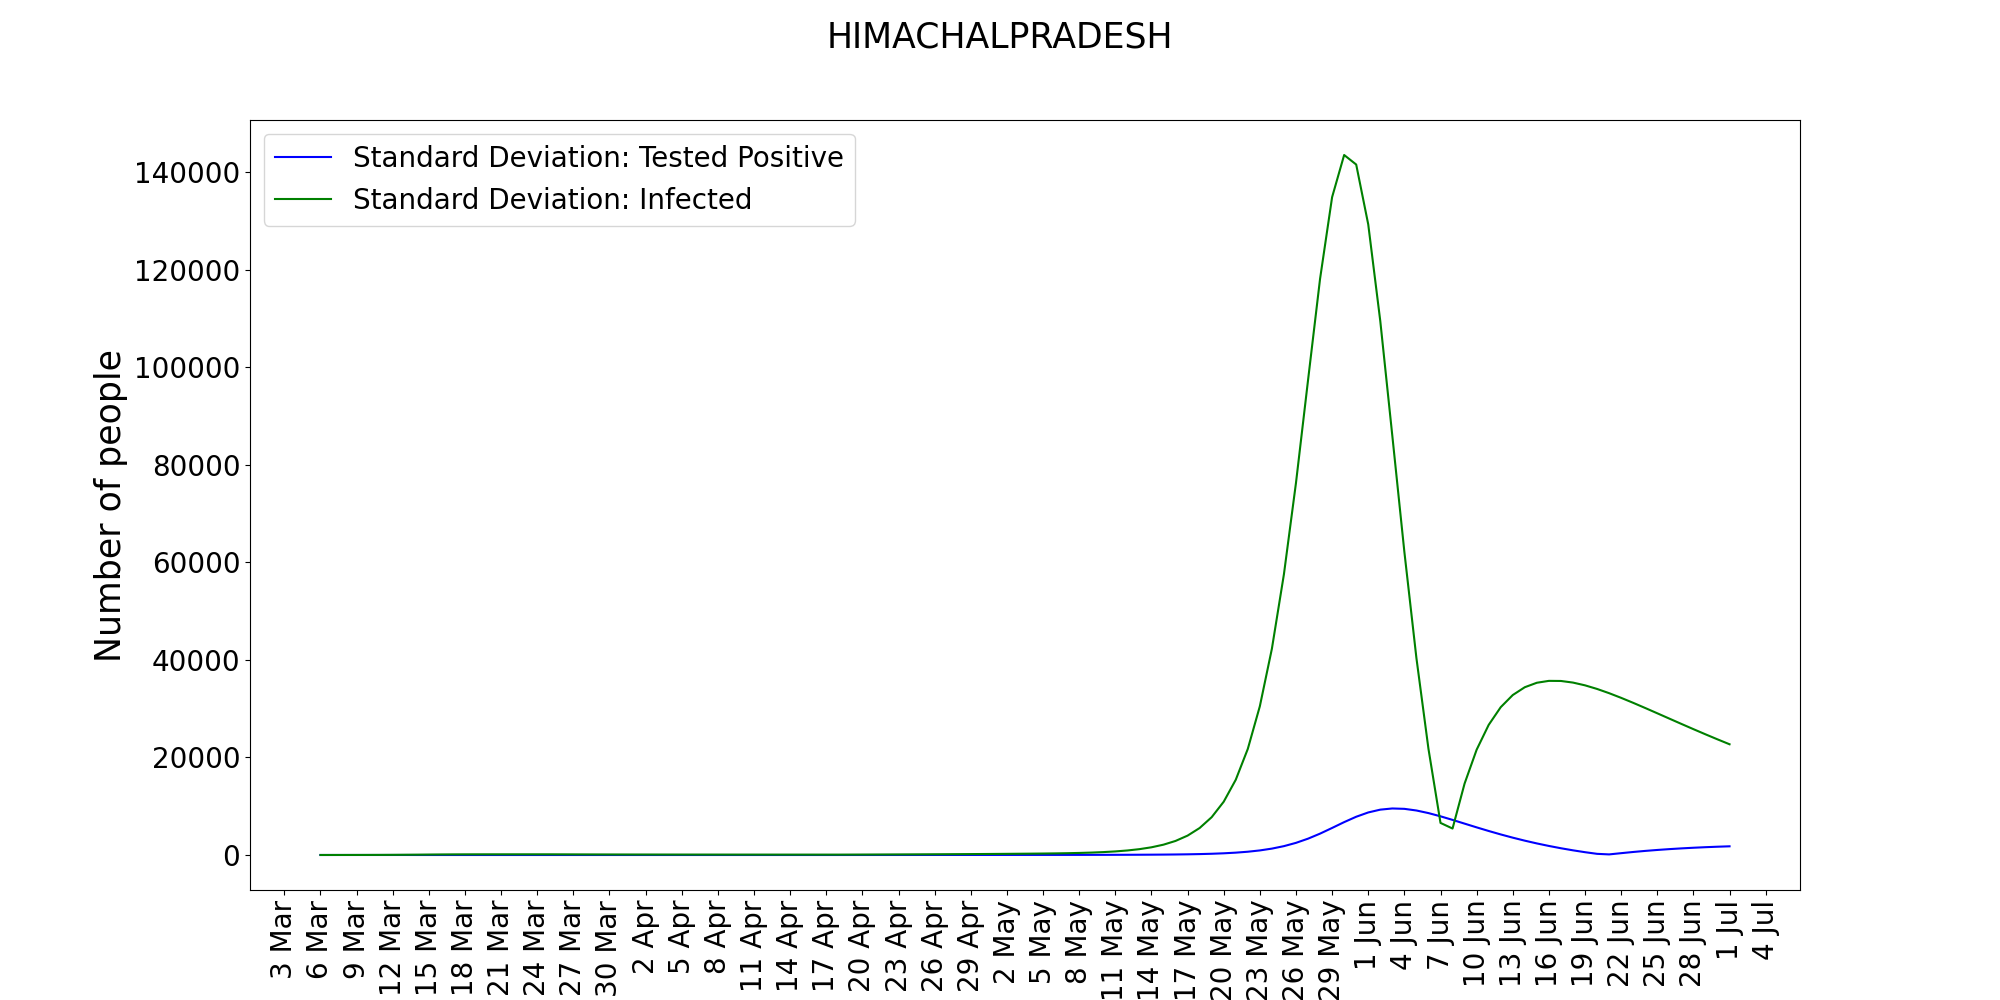 HIMACHALPRADESH
Standard Deviation: Tested Positive
Standard Deviation: Infected
Number of people
140000
120000
100000
80000
60000
40000
20000
0
3 Mar
6 Mar
9 Mar
12 Mar
15 Mar
18 Mar
21 Mar
24 Mar
27 Mar
30 Mar
2 Apr
5 Apr
8 Apr
11 Apr
14 Apr
17 Apr
20 Apr
23 Apr
26 Apr
29 Apr
2 May
5 May
8 May
11 May
14 May
17 May
20 May
23 May
26 May
29 May
1 Jun
4 Jun
7 Jun
10 Jun
13 Jun
16 Jun
19 Jun
22 Jun
25 Jun
28 Jun
1 Jul
4 Jul